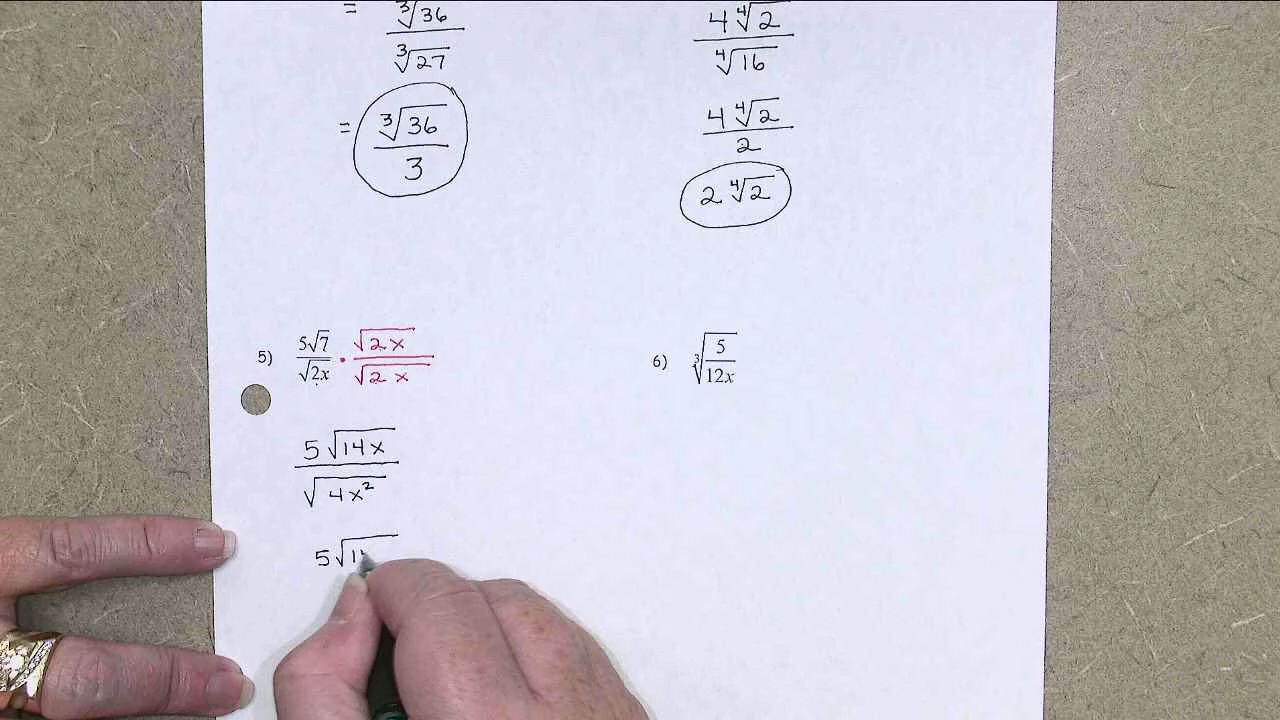 = ∛36
∛27
= ∛36
3
4 ∜2
∜16
4 ∜2
2
2 ∜2
5) 5√7 / √2x · √2x / √2x
5 √14x
√4x²
5 √1
6) ∛(5 / 12x)